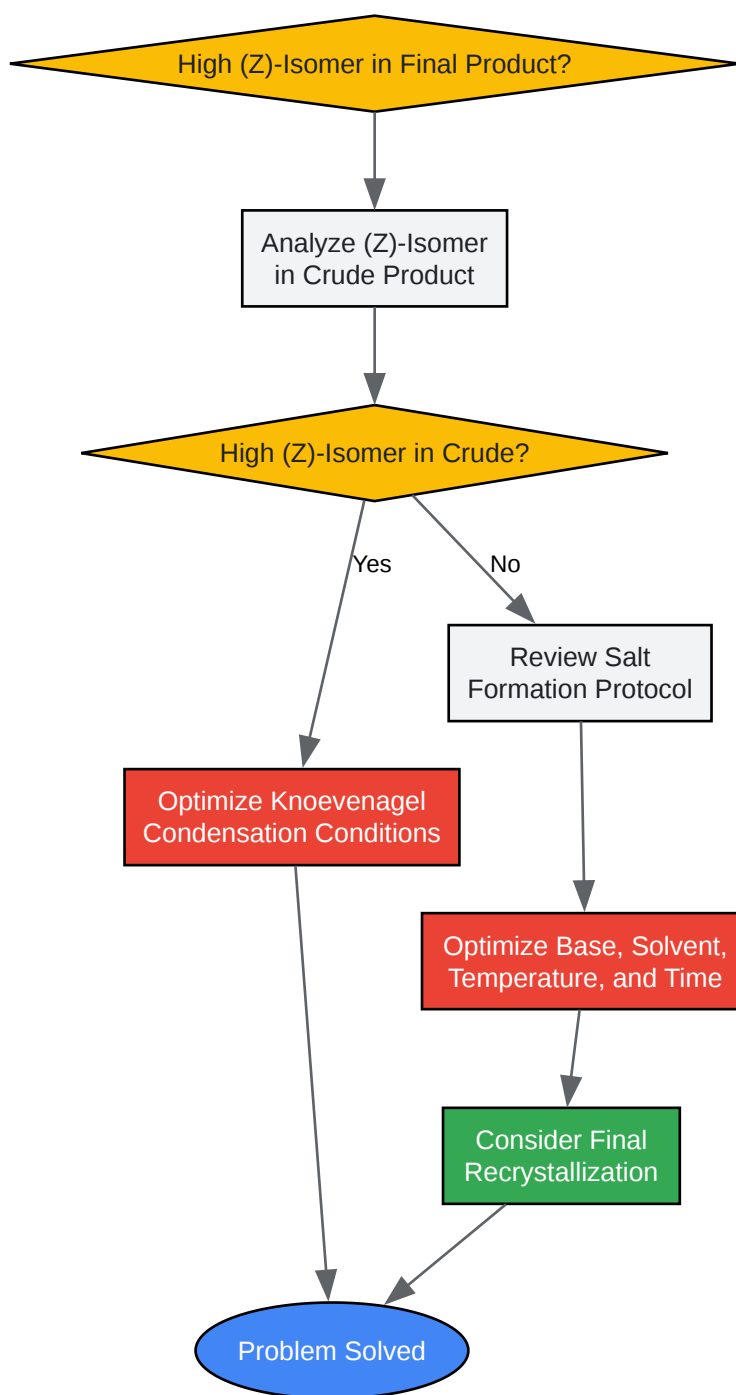 High (Z)-Isomer in Final Product?
Analyze (Z)-Isomer
in Crude Product
High (Z)-Isomer in Crude?
Yes
No
Review Salt
Formation Protocol
Optimize Knoevenagel
Condensation Conditions
Optimize Base, Solvent,
Temperature, and Time
Consider Final
Recrystallization
Problem Solved